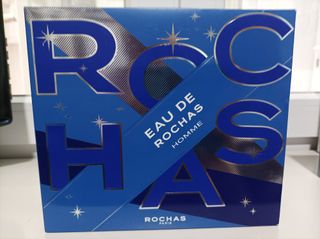 ROC
HAS
EAU DE
ROCHAS
HOMME
ROCHAS
PARIS